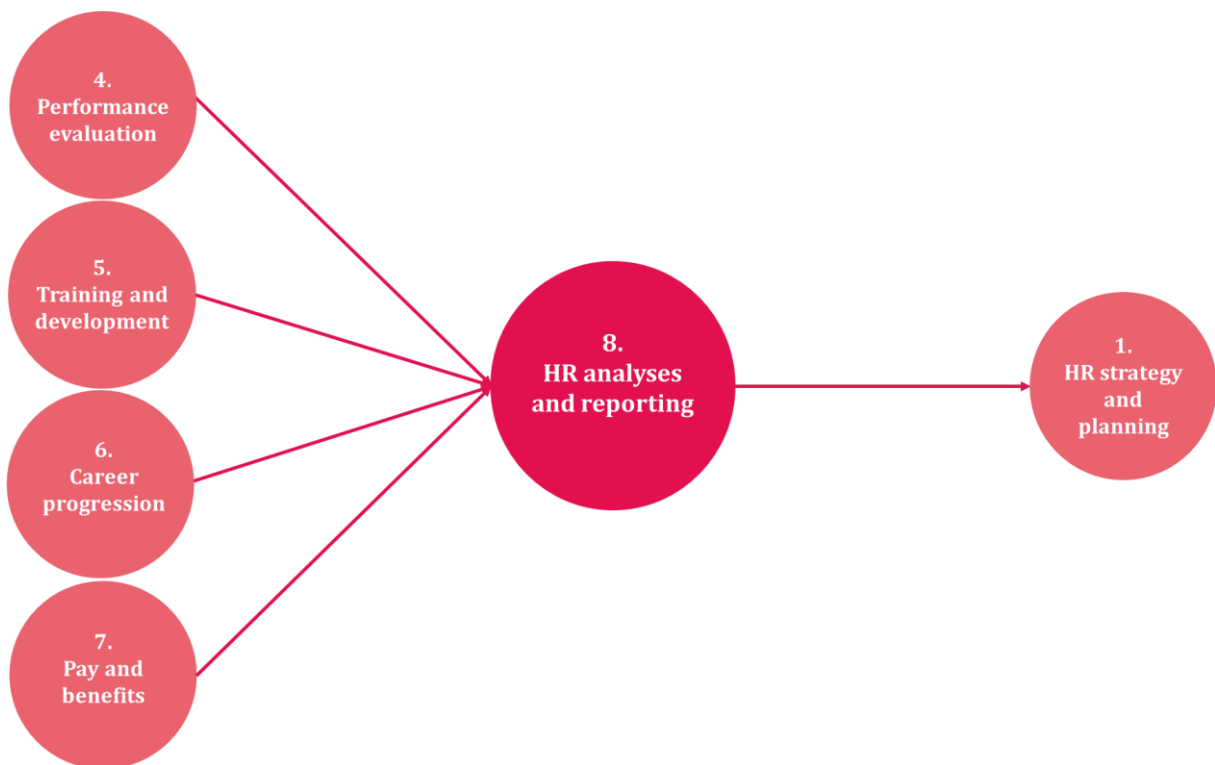 4.
Performance
evaluation
5.
Training and
development
6.
Career
progression
7.
Pay and
benefits
8.
HR analyses
and reporting
1.
HR strategy
and
planning